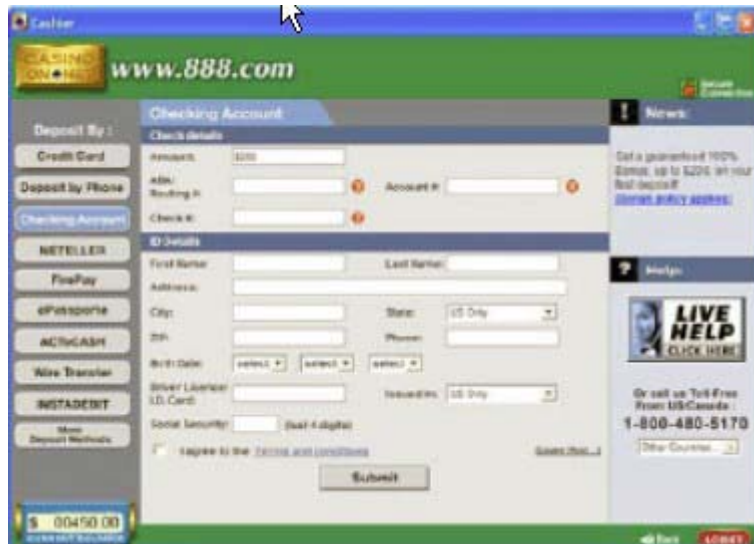 Cashier
CASINO
ON NET
www.888.com
Secure
Connection
Deposit By :
Credit Card
Deposit by Phone
Checking Account
NETELLER
FirePay
ePassporte
ACTeCASH
Wire Transfer
INSTADEBIT
More
Deposit Methods
$ 00450.00
Checking Account
Check details
Amount: $200
ABA/
Routing #:
Account #:
Check #:
ID Details
First Name:
Last Name:
Address:
City:
State: US Only
ZIP:
Phone:
Birth Date: select select select
Driver License/
I.D. Card:
Issued In: US Only
Social Security: (last 4 digits)
I agree to the Terms and conditions
Submit
News:
Get a guaranteed 100%
Bonus, up to $200, on your
first deposit!
(Bonus policy applies)
Help:
LIVE
HELP
CLICK HERE
Or call us Toll-Free
From US/Canada :
1-800-480-5170
Other Countries...
Back
LOBBY